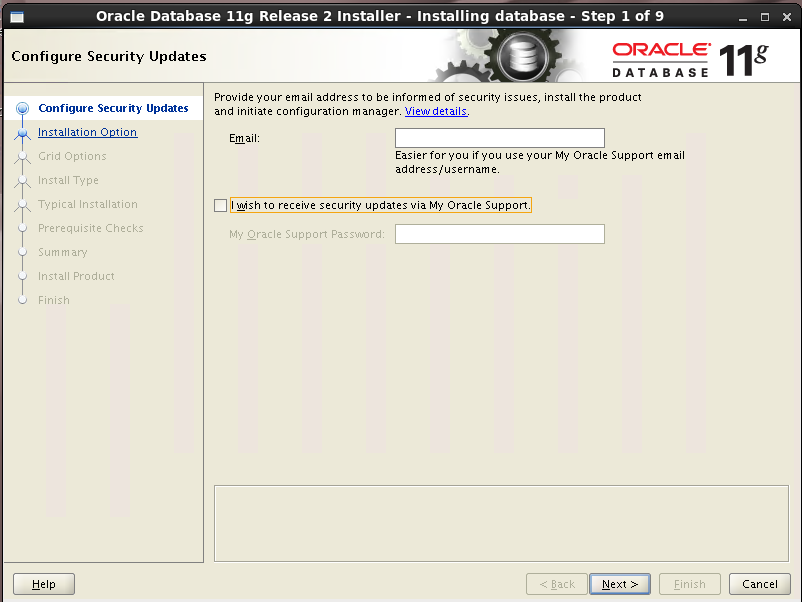 Oracle Database 11g Release 2 Installer - Installing database - Step 1 of 9
Configure Security Updates
ORACLE
DATABASE
11g
Configure Security Updates
Installation Option
Grid Options
Install Type
Typical Installation
Prerequisite Checks
Summary
Install Product
Finish
Provide your email address to be informed of security issues, install the product
and initiate configuration manager. View details.
Email:
Easier for you if you use your My Oracle Support email
address/username.
I wish to receive security updates via My Oracle Support.
My Oracle Support Password:
Help
< Back
Next >
Finish
Cancel